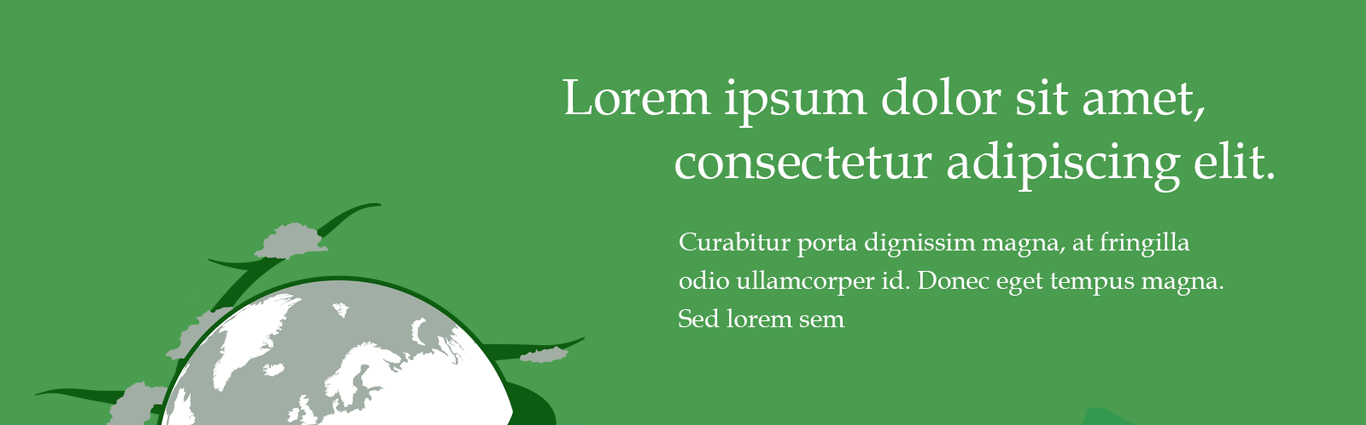 Lorem ipsum dolor sit amet,
consectetur adipiscing elit.
Curabitur porta dignissim magna, at fringilla
odio ullamcorper id. Donec eget tempus magna.
Sed lorem sem